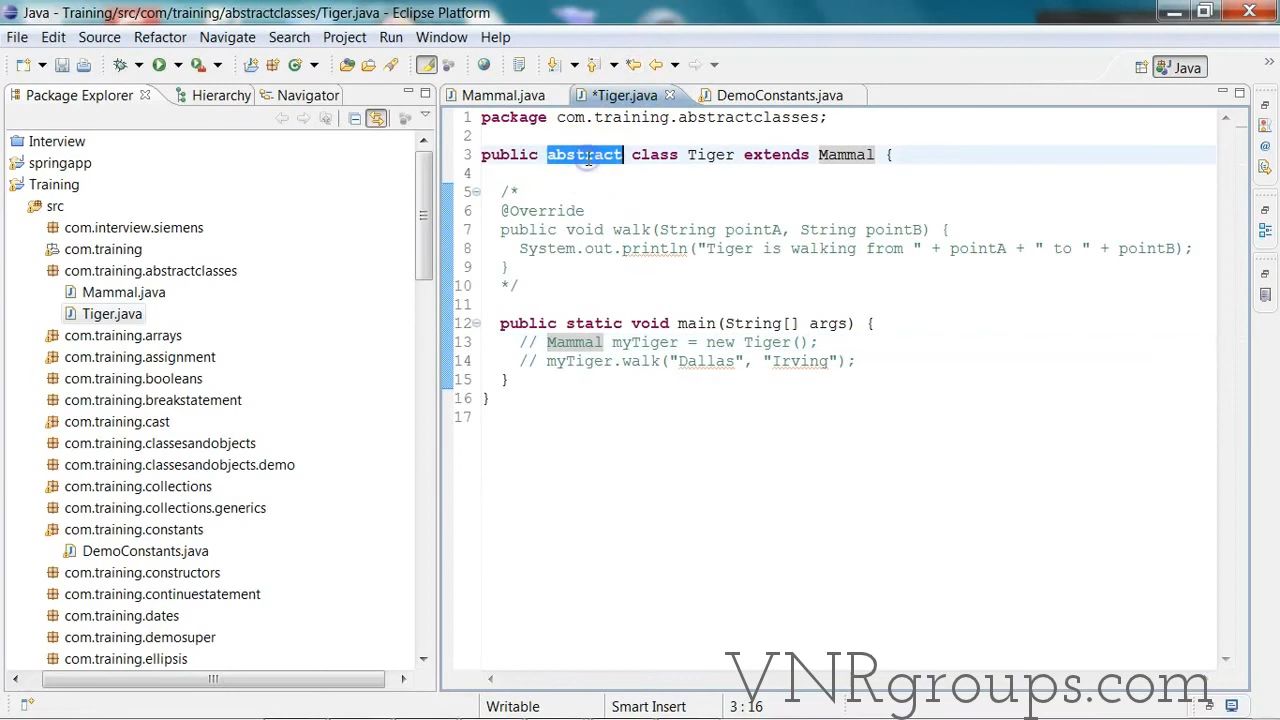 Java - Training/src/com/training/abstractclasses/Tiger.java - Eclipse Platform
File Edit Source Refactor Navigate Search Project Run Window Help
Java
Package Explorer Hierarchy Navigator
Mammal.java *Tiger.java DemoConstants.java
Interview
springapp
Training
src
com.interview.siemens
com.training
com.training.abstractclasses
Mammal.java
Tiger.java
com.training.arrays
com.training.assignment
com.training.booleans
com.training.breakstatement
com.training.cast
com.training.classesandobjects
com.training.classesandobjects.demo
com.training.collections
com.training.collections.generics
com.training.constants
DemoConstants.java
com.training.constructors
com.training.continuestatement
com.training.dates
com.training.demosuper
com.training.ellipsis
1 package com.training.abstractclasses;
2
3 public abstract class Tiger extends Mammal {
4
5 /*
6 @Override
7 public void walk(String pointA, String pointB) {
8 System.out.println("Tiger is walking from " + pointA + " to " + pointB);
9 }
10 */
11
12 public static void main(String[] args) {
13 // Mammal myTiger = new Tiger();
14 // myTiger.walk("Dallas", "Irving");
15 }
16 }
17
VNRgroups.com
Writable Smart Insert 3 : 16